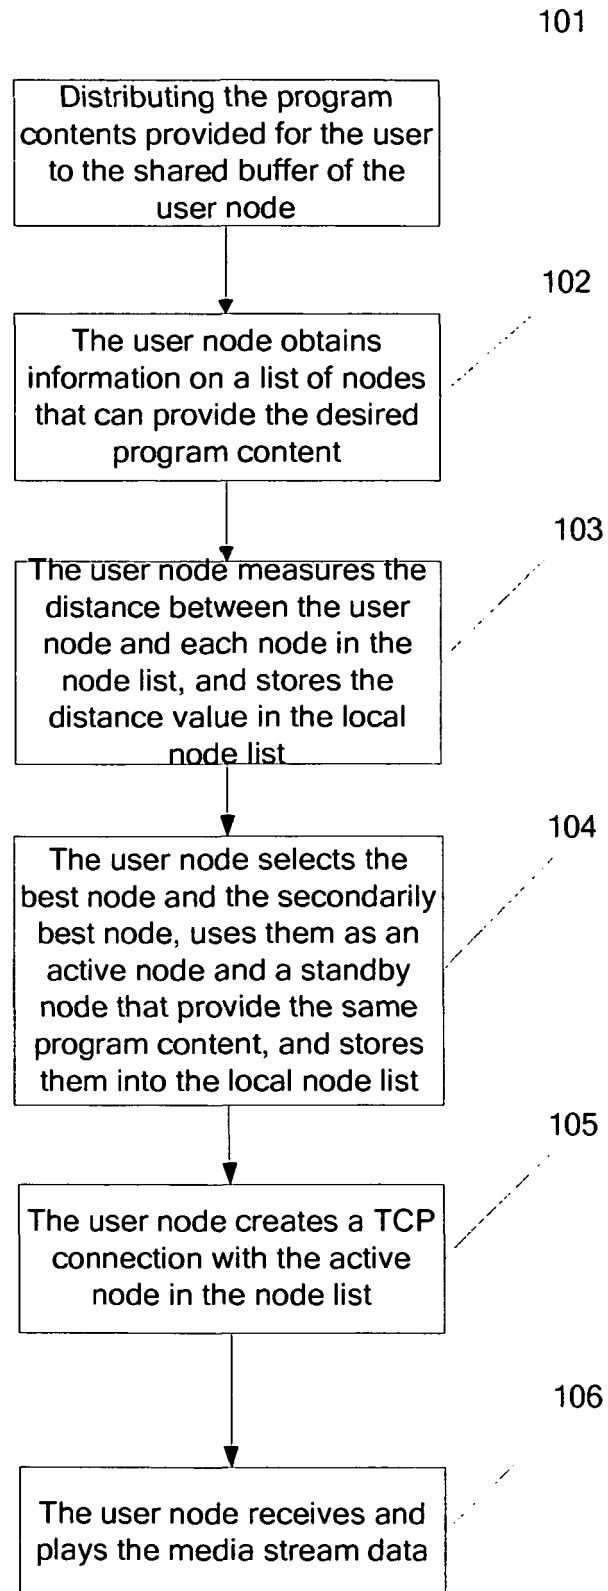 101
Distributing the program
contents provided for the user
to the shared buffer of the
user node
102
The user node obtains
information on a list of nodes
that can provide the desired
program content
103
The user node measures the
distance between the user
node and each node in the
node list, and stores the
distance value in the local
node list
104
The user node selects the
best node and the secondarily
best node, uses them as an
active node and a standby
node that provide the same
program content, and stores
them into the local node list
105
The user node creates a TCP
connection with the active
node in the node list
106
The user node receives and
plays the media stream data